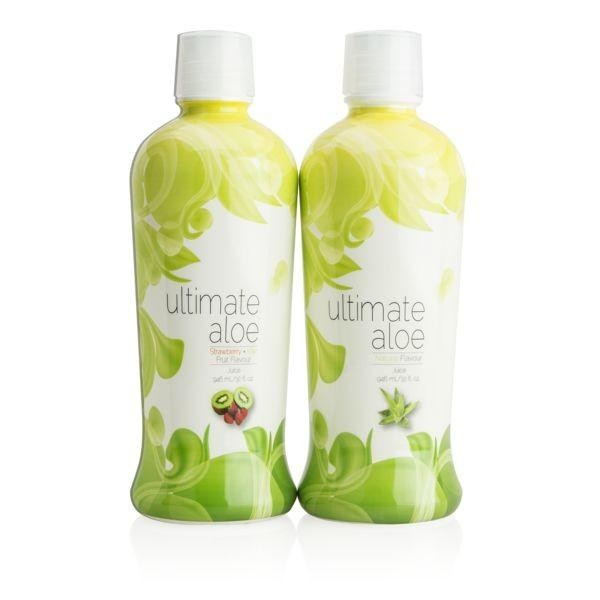 ultimate
aloe
Strawberry • Kiwi
Fruit Flavour
Juice
946 mL/32 fl. oz
ultimate
aloe
Natural Flavour
Juice
946 mL/32 fl. oz